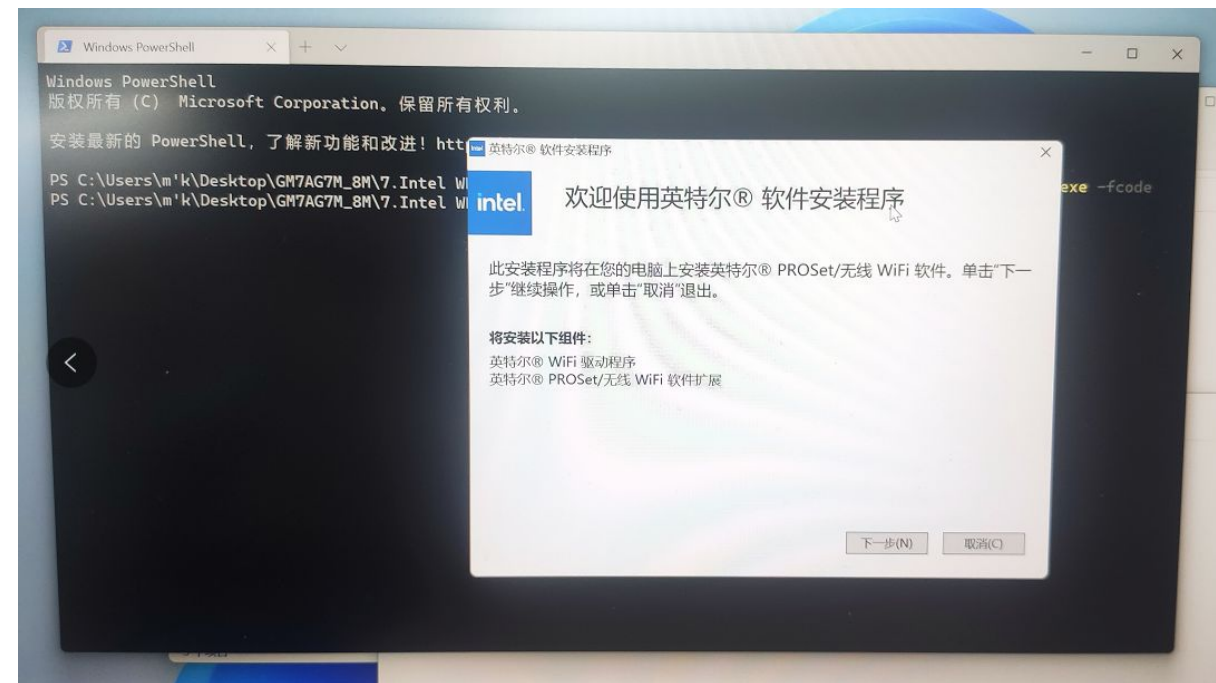 Windows PowerShell
Windows PowerShell
版权所有 (C) Microsoft Corporation。保留所有权利。
安装最新的 PowerShell，了解新功能和改进！htt
PS C:\Users\m'k\Desktop\GM7AG7M_8M\7.Intel W
exe -fcode
PS C:\Users\m'k\Desktop\GM7AG7M_8M\7.Intel W
intel
英特尔® 软件安装程序
intel.
欢迎使用英特尔® 软件安装程序
此安装程序将在您的电脑上安装英特尔® PROSet/无线 WiFi 软件。单击“下一
步”继续操作，或单击“取消”退出。
将安装以下组件：
英特尔® WiFi 驱动程序
英特尔® PROSet/无线 WiFi 软件扩展
下一步(N)
取消(C)